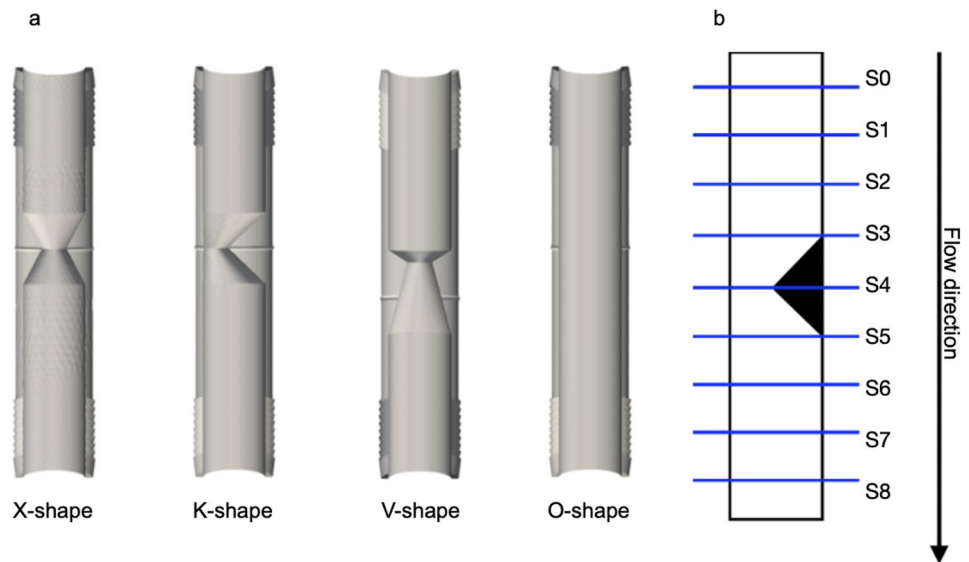 a
b
X-shape
K-shape
V-shape
O-shape
S0
S1
S2
S3
S4
S5
S6
S7
S8
Flow direction